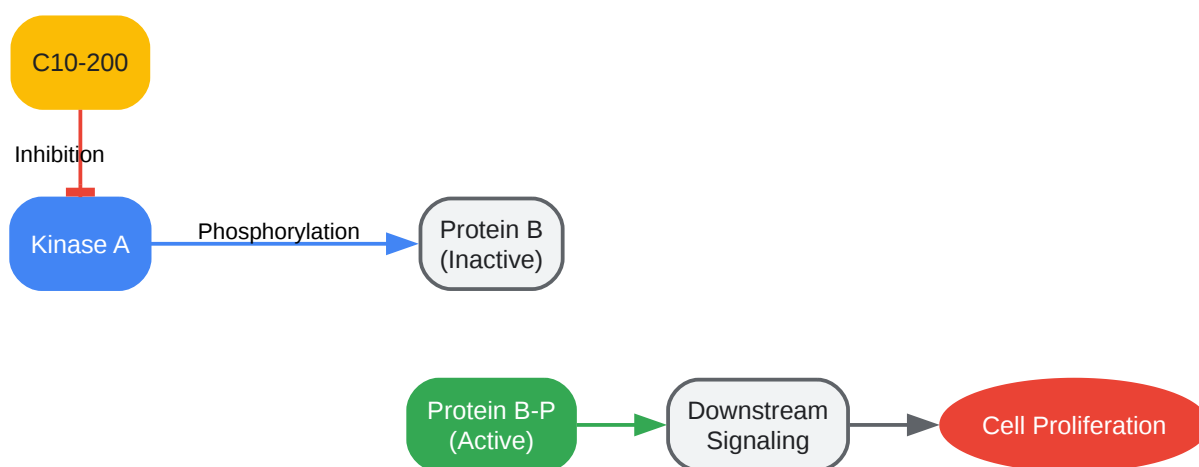 C10-200
Inhibition
Kinase A
Phosphorylation
Protein B
(Inactive)
Protein B-P
(Active)
Downstream
Signaling
Cell Proliferation